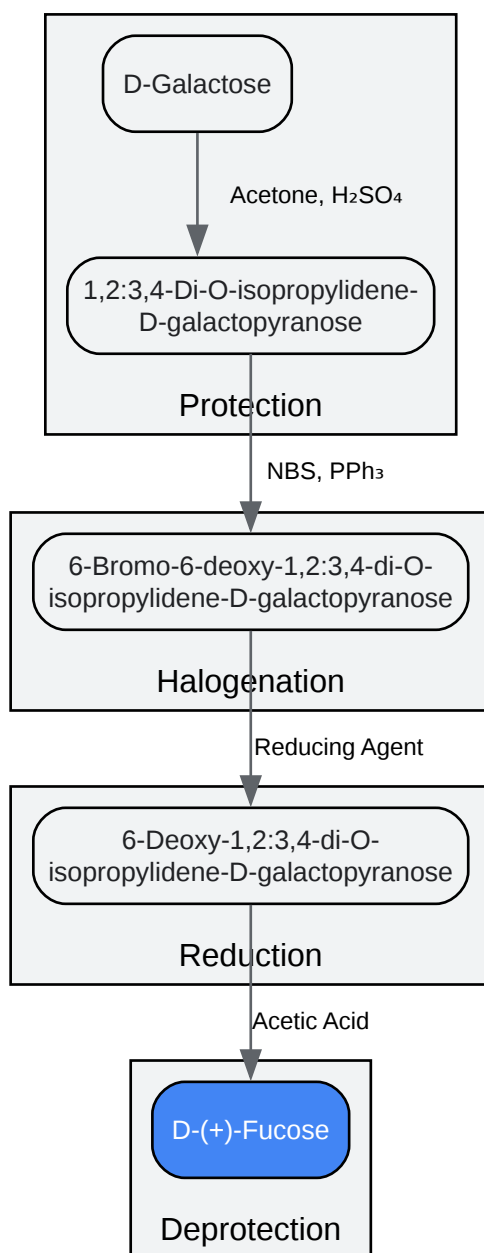 D-Galactose
Acetone, H₂SO₄
1,2:3,4-Di-O-isopropylidene-
D-galactopyranose
Protection
NBS, PPh₃
6-Bromo-6-deoxy-1,2:3,4-di-O-
isopropylidene-D-galactopyranose
Halogenation
Reducing Agent
6-Deoxy-1,2:3,4-di-O-
isopropylidene-D-galactopyranose
Reduction
Acetic Acid
D-(+)-Fucose
Deprotection